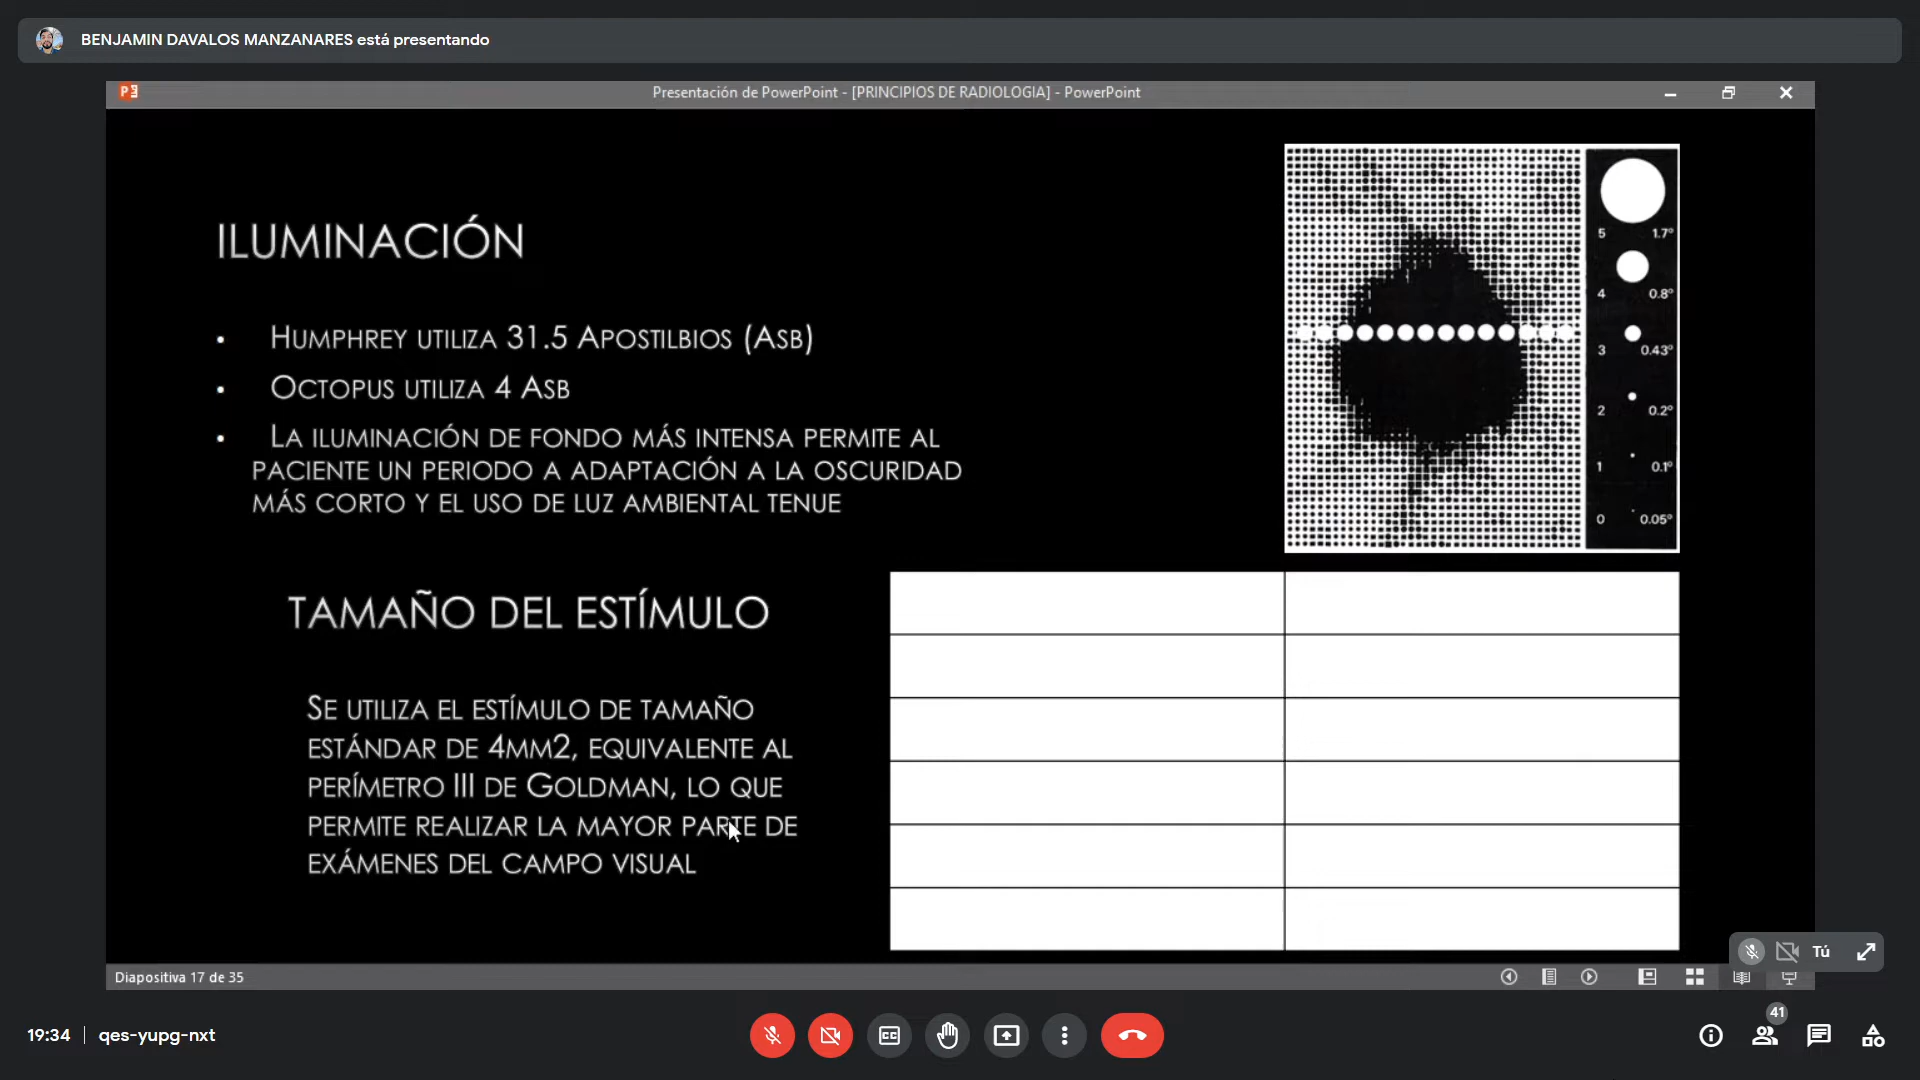 BENJAMIN DAVALOS MANZANARES está presentando
Presentación de PowerPoint - [PRINCIPIOS DE RADIOLOGIA] - PowerPoint
ILUMINACIÓN
• HUMPHREY UTILIZA 31.5 APOSTILBIOS (ASB)
• OCTOPUS UTILIZA 4 ASB
• LA ILUMINACIÓN DE FONDO MÁS INTENSA PERMITE AL
PACIENTE UN PERIODO A ADAPTACIÓN A LA OSCURIDAD
MÁS CORTO Y EL USO DE LUZ AMBIENTAL TENUE
5 1.7°
4 0.8°
3 0.43°
2 0.2°
1 0.1°
0 0.05°
TAMAÑO DEL ESTÍMULO
SE UTILIZA EL ESTÍMULO DE TAMAÑO
ESTÁNDAR DE 4MM2, EQUIVALENTE AL
PERÍMETRO III DE GOLDMAN, LO QUE
PERMITE REALIZAR LA MAYOR PARTE DE
EXÁMENES DEL CAMPO VISUAL
Tú
Diapositiva 17 de 35
19:34 | qes-yupg-nxt
41